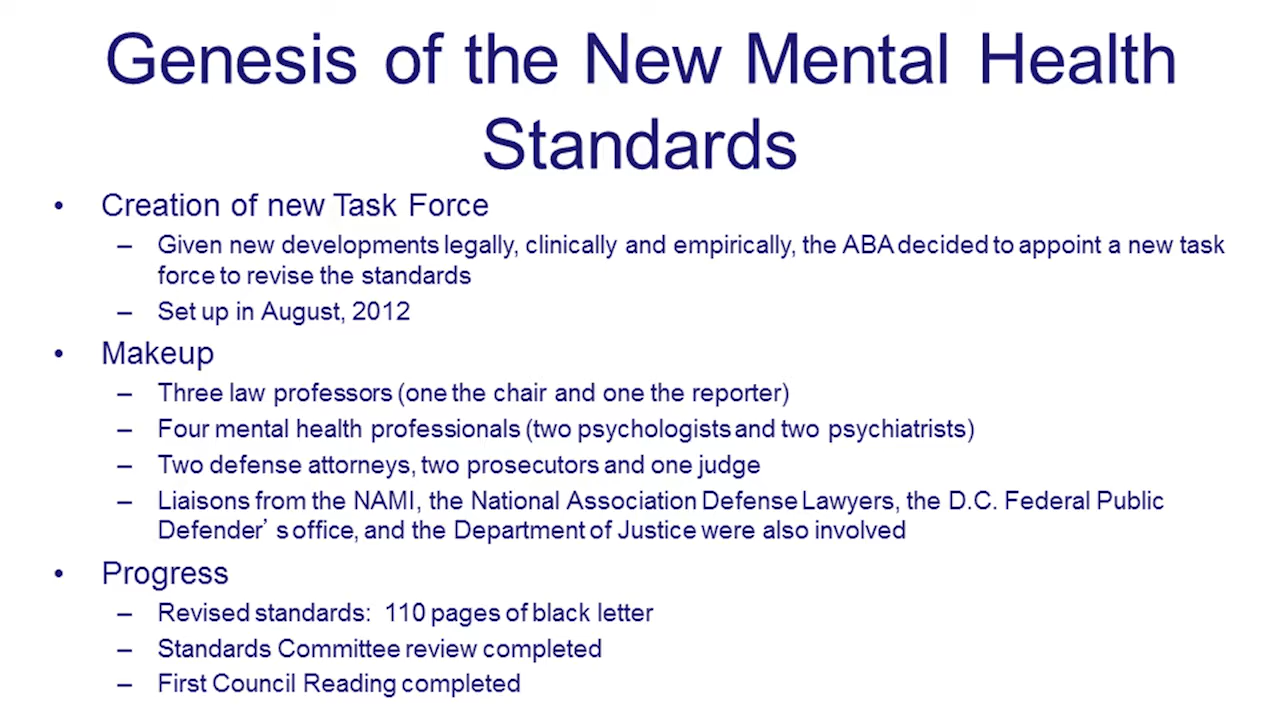 Genesis of the New Mental Health
Standards
• Creation of new Task Force
– Given new developments legally, clinically and empirically, the ABA decided to appoint a new task
force to revise the standards
– Set up in August, 2012
• Makeup
– Three law professors (one the chair and one the reporter)
– Four mental health professionals (two psychologists and two psychiatrists)
– Two defense attorneys, two prosecutors and one judge
– Liaisons from the NAMI, the National Association Defense Lawyers, the D.C. Federal Public
Defender’s office, and the Department of Justice were also involved
• Progress
– Revised standards: 110 pages of black letter
– Standards Committee review completed
– First Council Reading completed